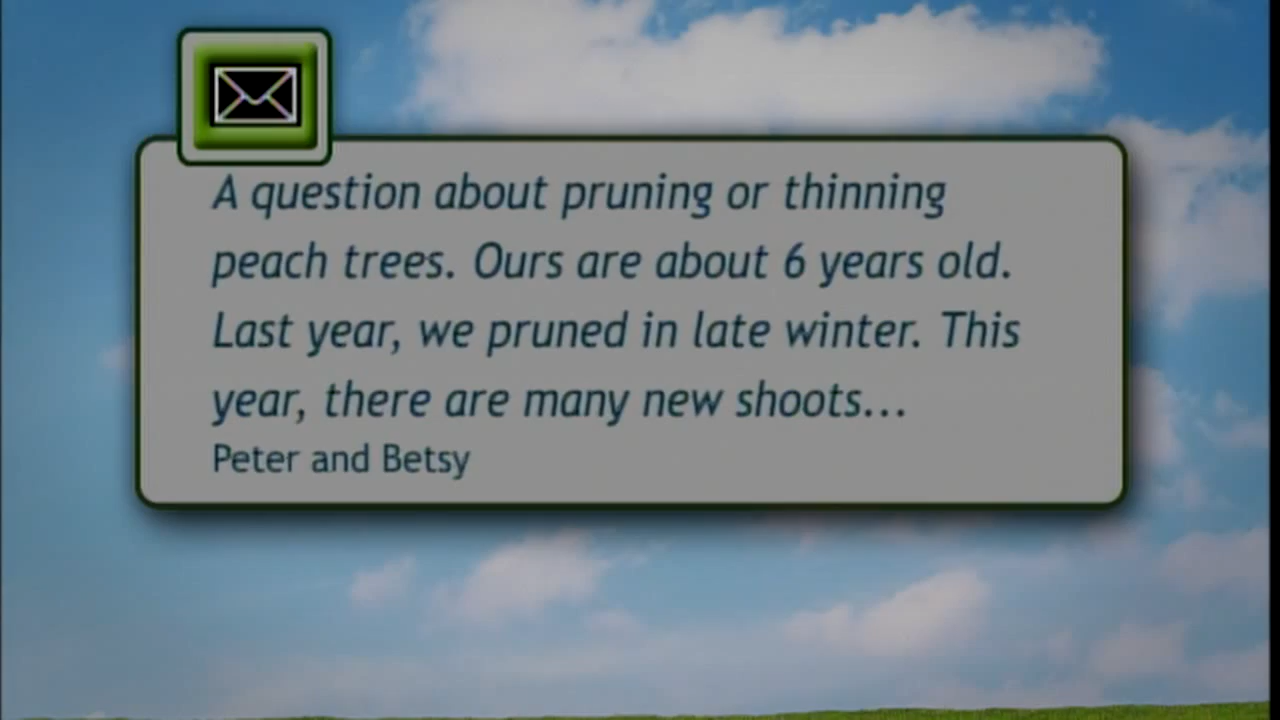 A question about pruning or thinning
peach trees. Ours are about 6 years old.
Last year, we pruned in late winter. This
year, there are many new shoots...
Peter and Betsy